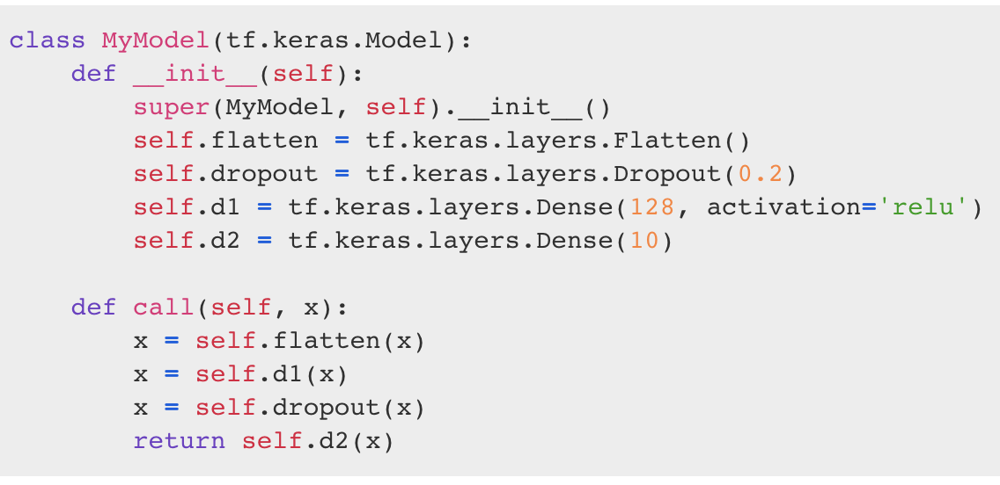 class MyModel(tf.keras.Model):
    def __init__(self):
        super(MyModel, self).__init__()
        self.flatten = tf.keras.layers.Flatten()
        self.dropout = tf.keras.layers.Dropout(0.2)
        self.d1 = tf.keras.layers.Dense(128, activation='relu')
        self.d2 = tf.keras.layers.Dense(10)

    def call(self, x):
        x = self.flatten(x)
        x = self.d1(x)
        x = self.dropout(x)
        return self.d2(x)